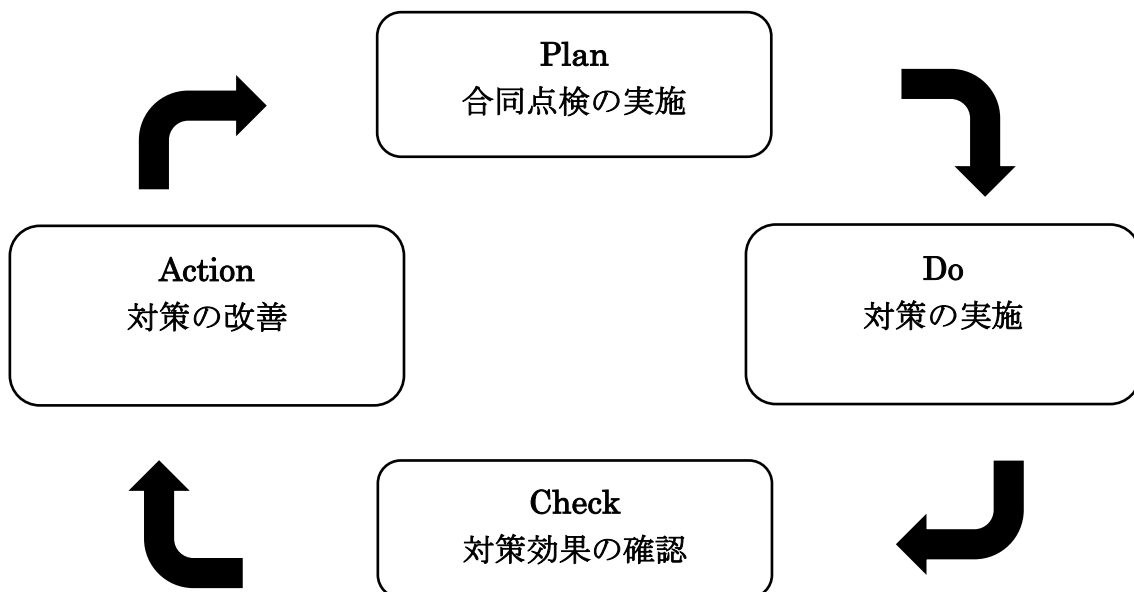 Plan
合同点検の実施
Action
対策の改善
Do
対策の実施
Check
対策効果の確認